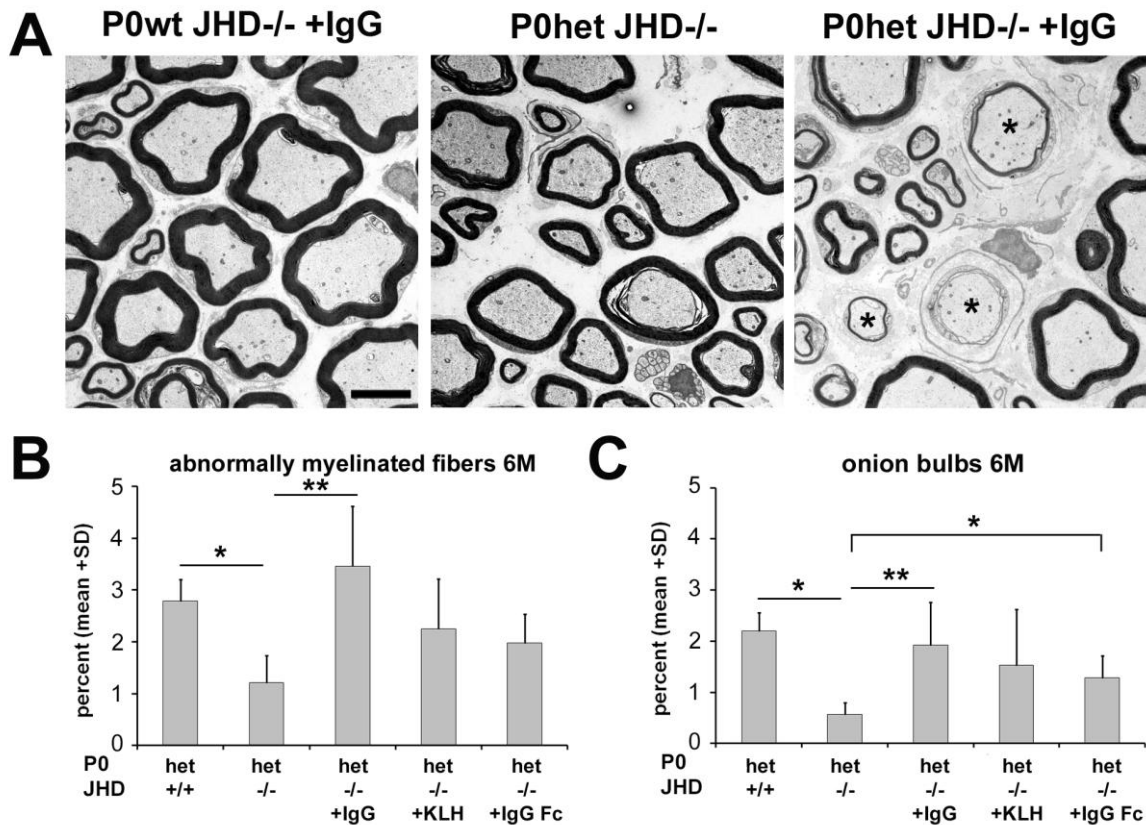 A
P0wt JHD-/- +IgG
P0het JHD-/-
P0het JHD-/- +IgG
*
*
*
B
abnormally myelinated fibers 6M
percent (mean +SD)
5
4
3
2
1
0
*
**
P0 het het het het het
JHD +/+ -/- -/- -/- -/-
+IgG +KLH +IgG Fc
C
onion bulbs 6M
percent (mean +SD)
5
4
3
2
1
0
*
**
*
P0 het het het het het
JHD +/+ -/- -/- -/- -/-
+IgG +KLH +IgG Fc